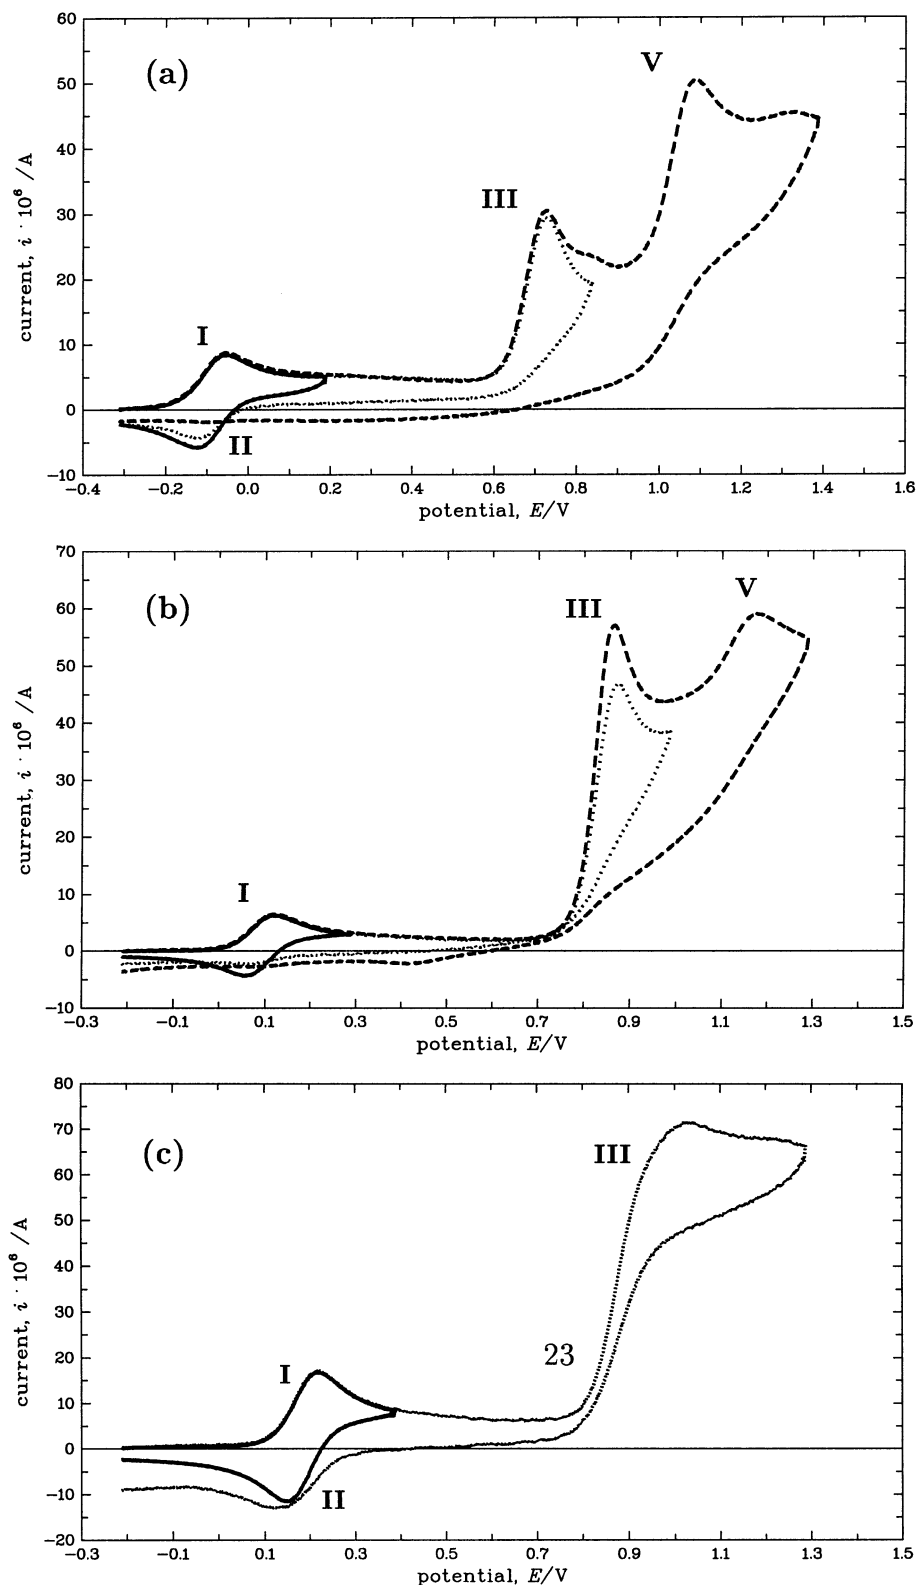 60
50
40
30
20
10
0
−10
current, i · 10⁶ /A
(a)
I
II
III
V
−0.4 −0.2 0.0 0.2 0.4 0.6 0.8 1.0 1.2 1.4 1.6
potential, E/V
70
60
50
40
30
20
10
0
−10
current, i · 10⁶ /A
(b)
I
III
V
−0.3 −0.1 0.1 0.3 0.5 0.7 0.9 1.1 1.3 1.5
potential, E/V
80
70
60
50
40
30
20
10
0
−10
−20
current, i · 10⁶ /A
(c)
I
II
III
23
−0.3 −0.1 0.1 0.3 0.5 0.7 0.9 1.1 1.3 1.5
potential, E/V